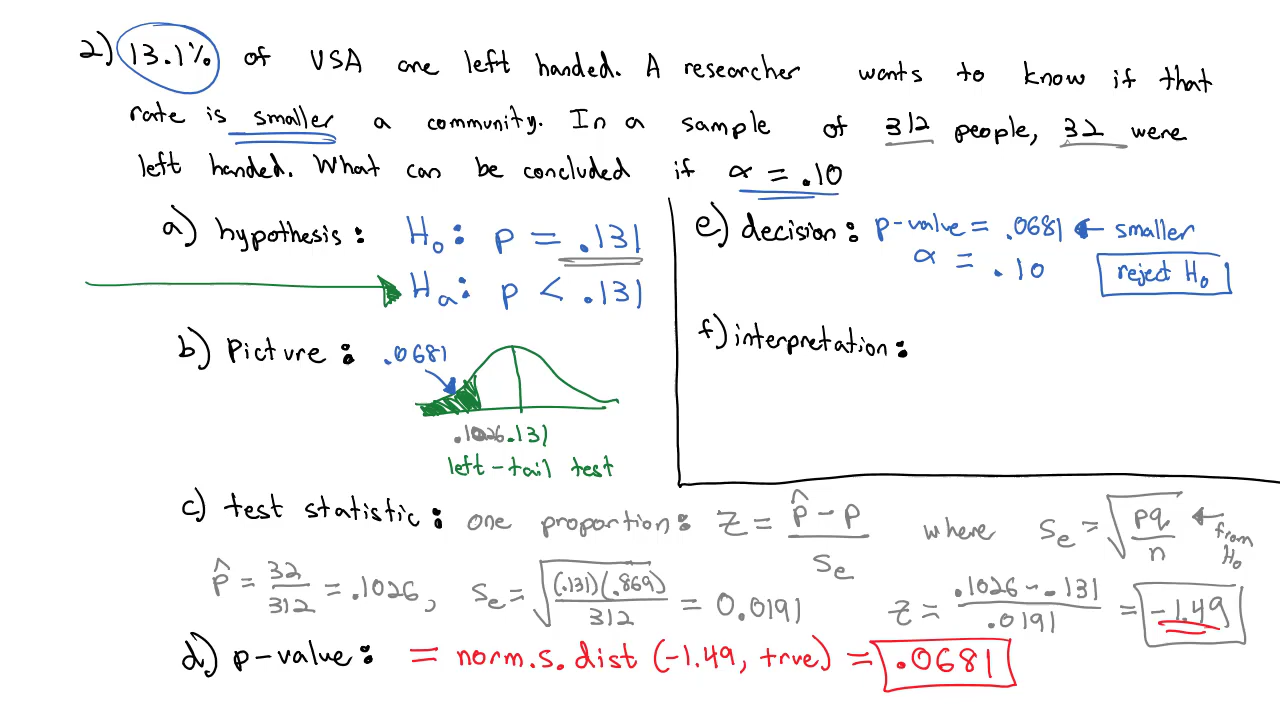 2) 13.1% of USA are left handed. A researcher wants to know if that
rate is smaller a community. In a sample of 312 people, 32 were
left handed. What can be concluded if α = .10
a) hypothesis: H₀: p = .131
Hₐ: p < .131
b) Picture: .0681
.1026 .131
left-tail test
c) test statistic: one proportion: z = (p̂ - p)/Sₑ where Sₑ = √(pq/n) ← from H₀
p̂ = 32/312 = .1026, Sₑ = √((.131)(.869)/312) = 0.0191 z = (.1026 - .131)/.0191 = -1.49
d) p-value: = norm.s.dist (-1.49, true) = .0681
e) decision: p-value = .0681 ← smaller
α = .10 reject H₀
f) interpretation: